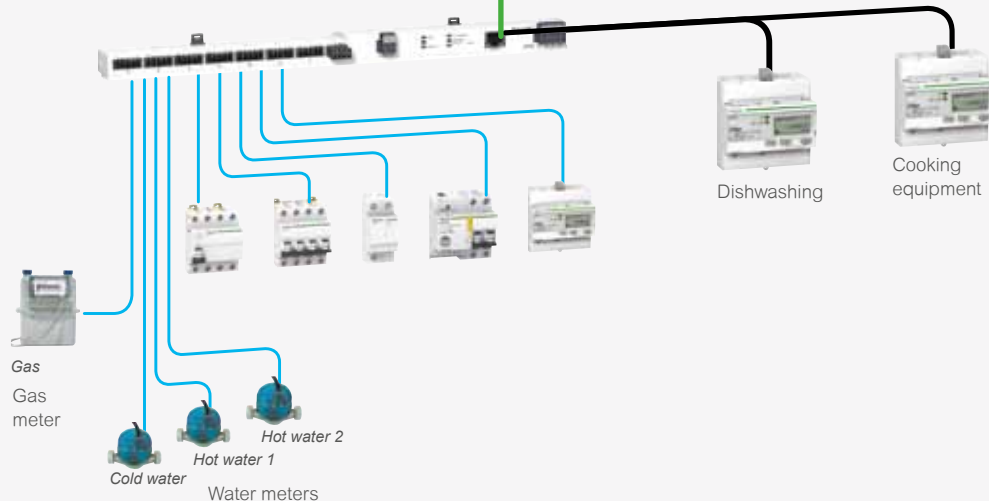 Dishwashing
Cooking
equipment
Gas
Gas
meter
Hot water 2
Hot water 1
Cold water
Water meters